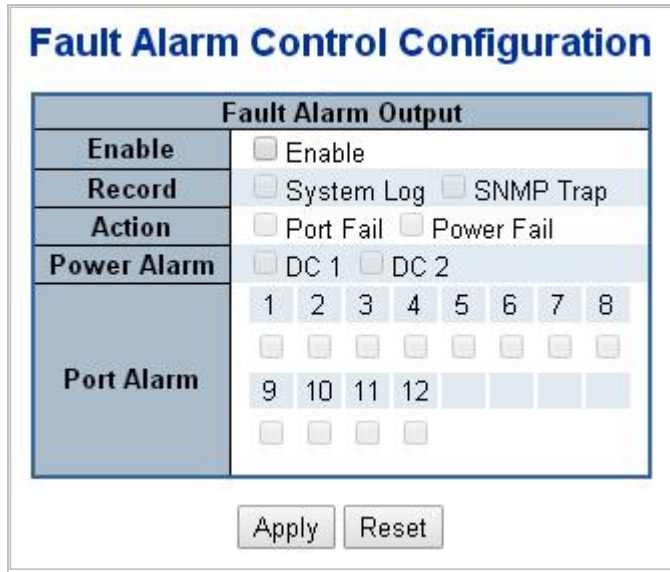 Fault Alarm Control Configuration
Fault Alarm Output
Enable Enable
Record System Log SNMP Trap
Action Port Fail Power Fail
Power Alarm DC 1 DC 2
1 2 3 4 5 6 7 8
Port Alarm
9 10 11 12
Apply Reset